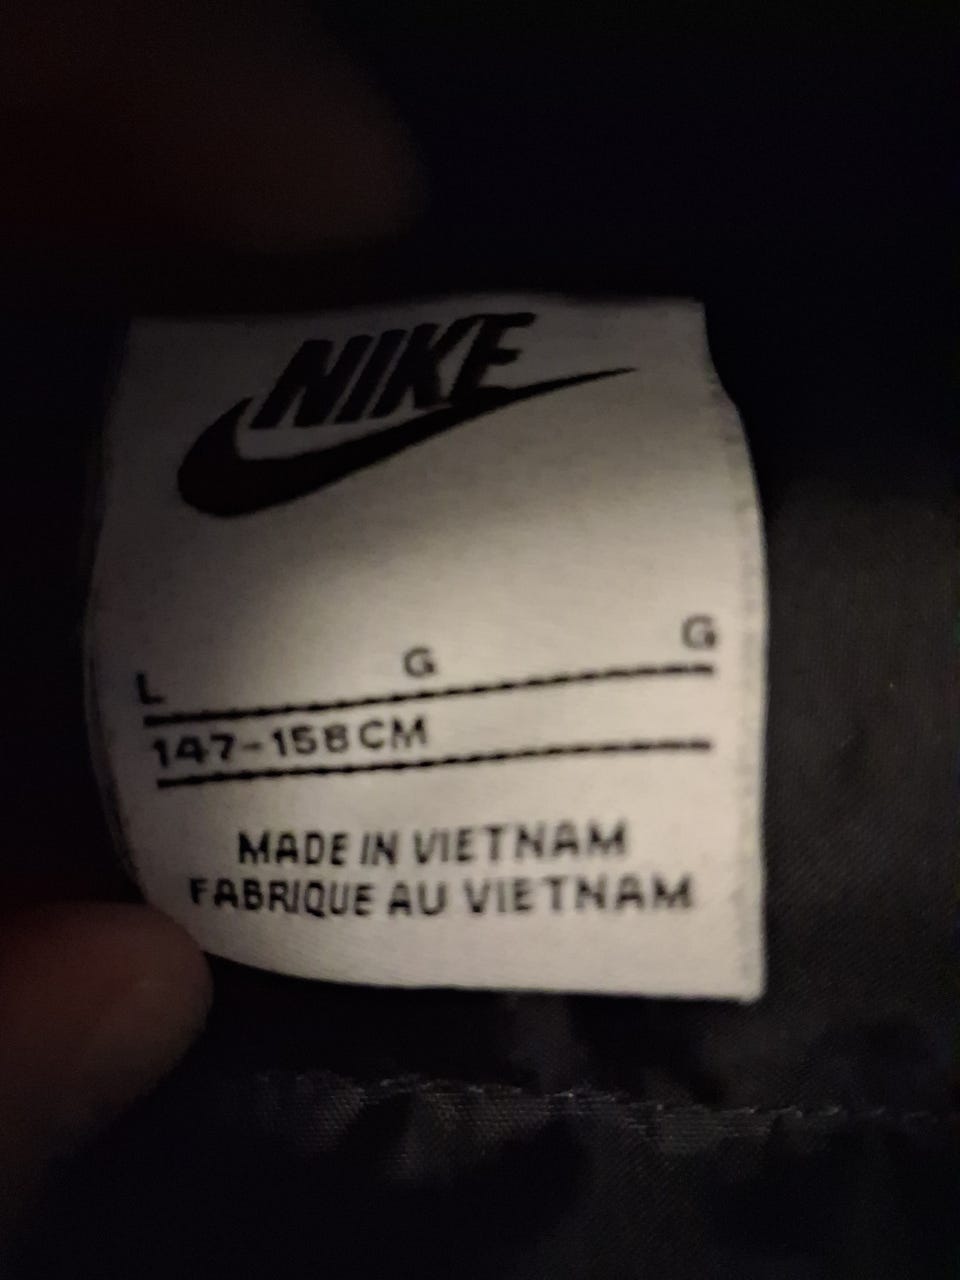 NIKE
L G G
147-158CM
MADE IN VIETNAM
FABRIQUE AU VIETNAM